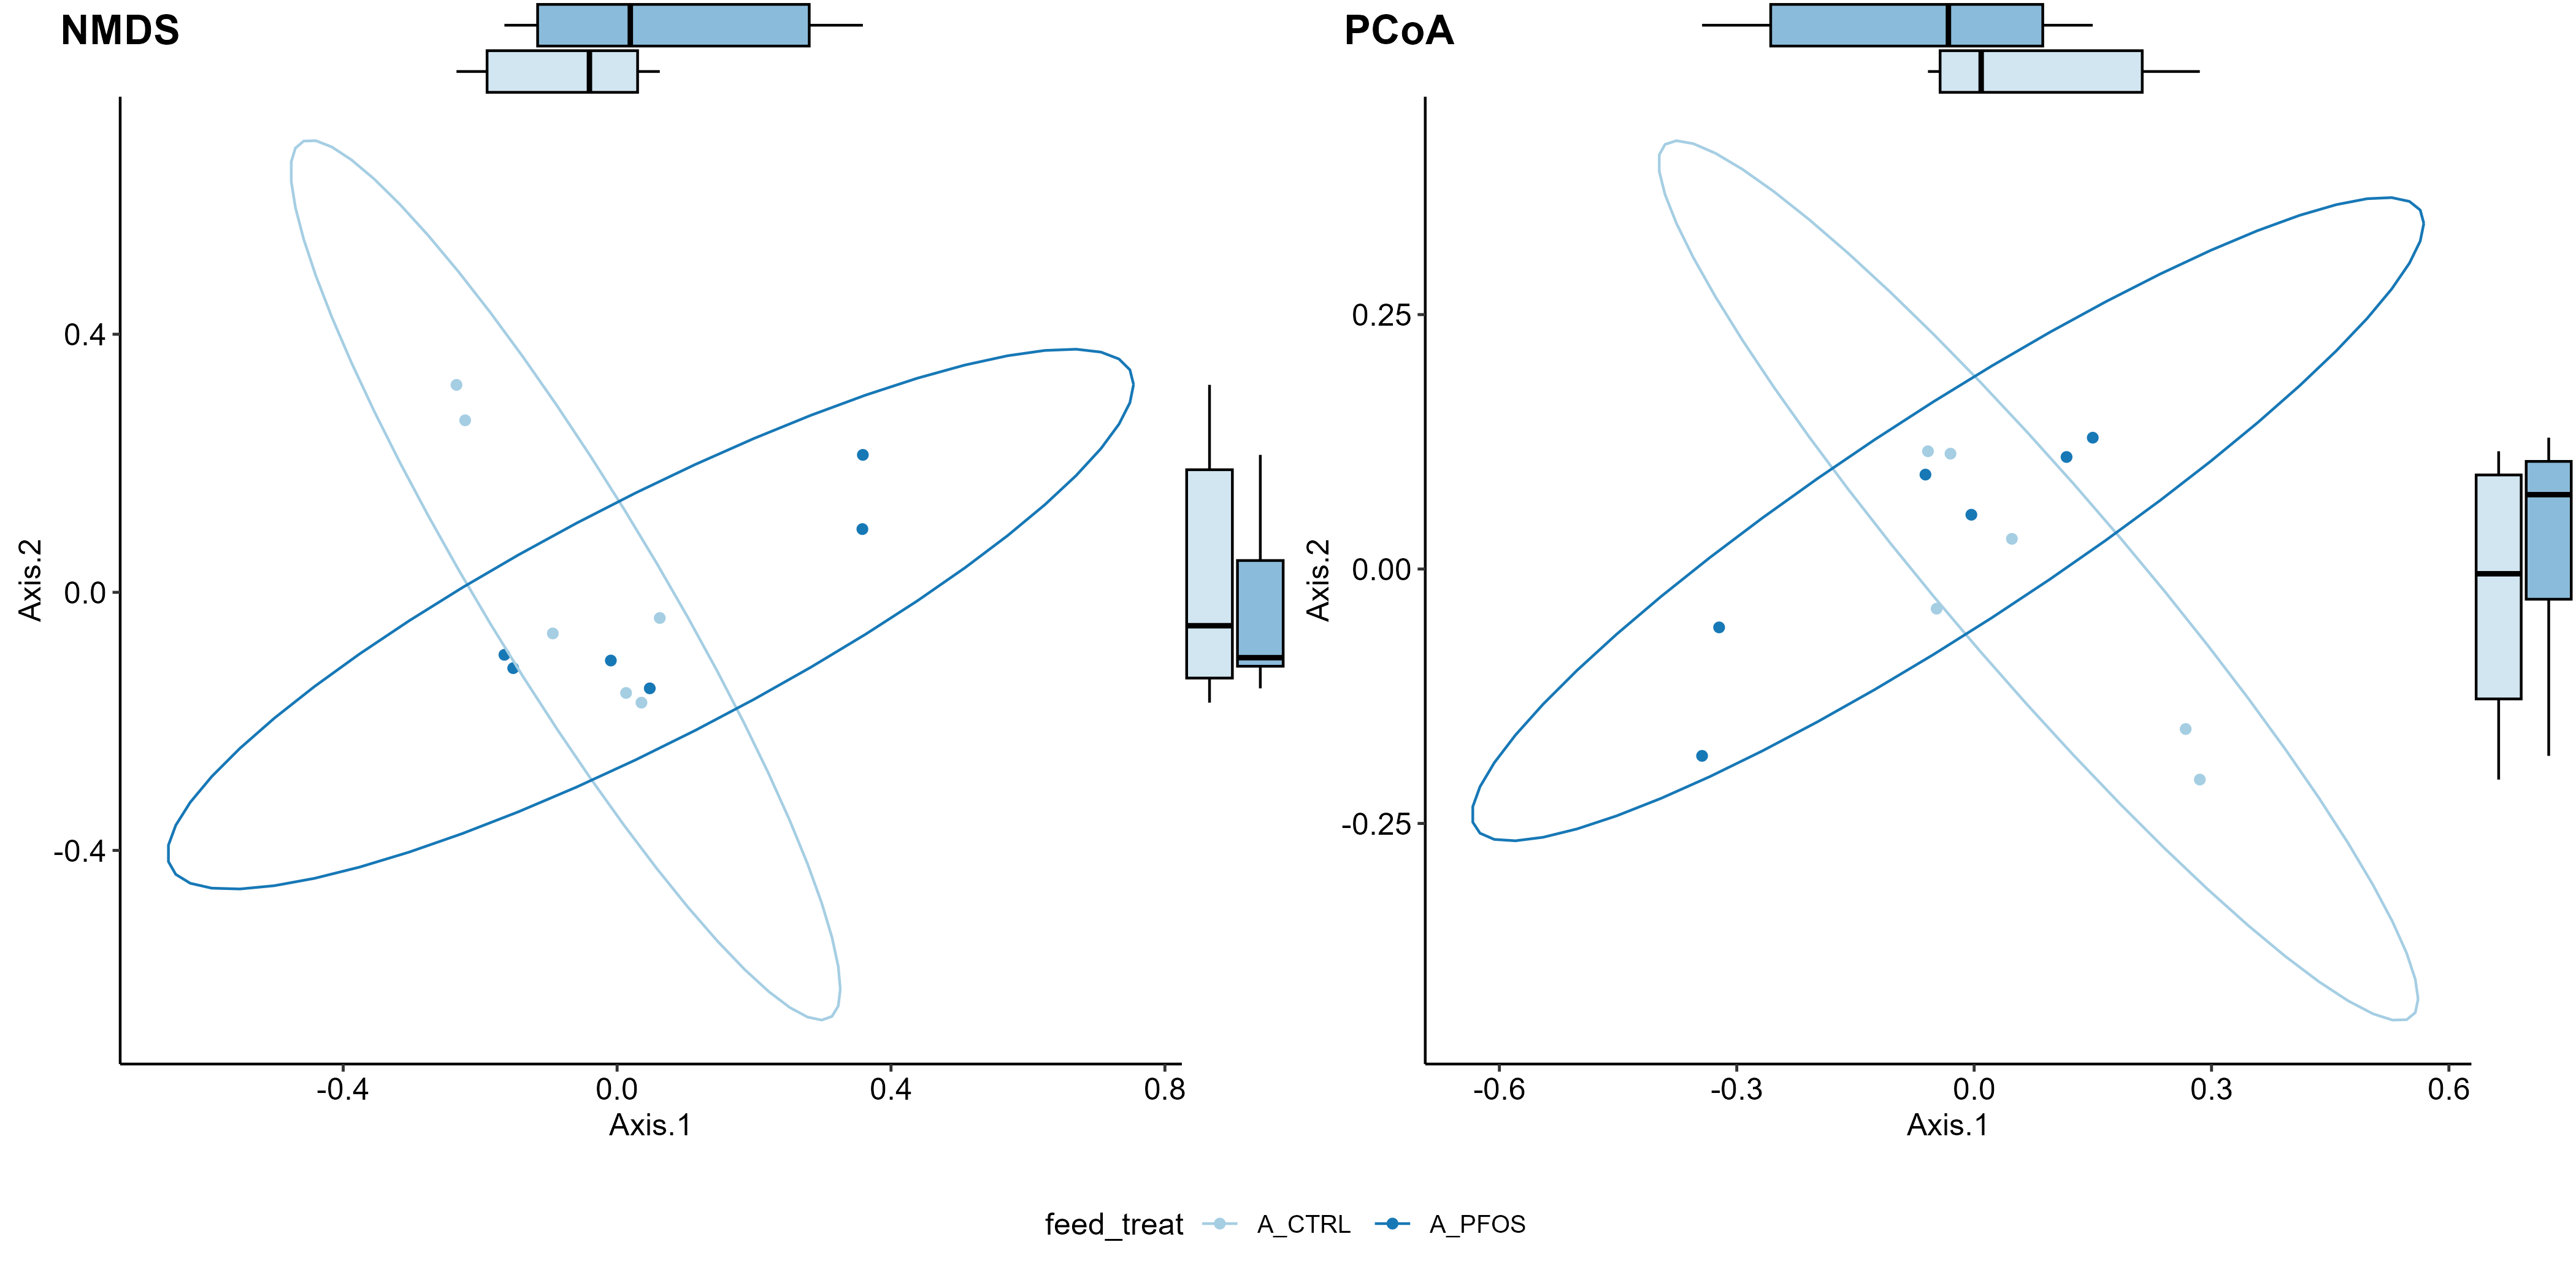 NMDS
PCoA
Axis.2
0.4
0.0
-0.4
-0.4 0.0 0.4 0.8
Axis.1
Axis.2
0.25
0.00
-0.25
-0.6 -0.3 0.0 0.3 0.6
Axis.1
feed_treat A_CTRL A_PFOS